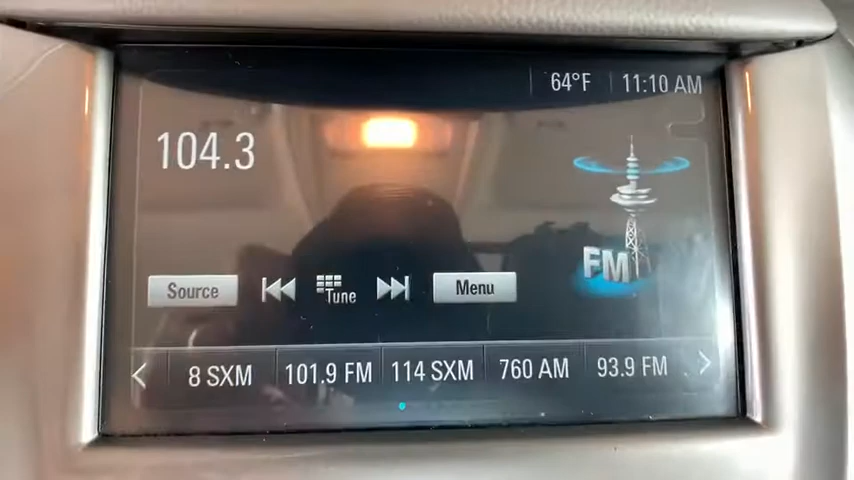 64°F 11:10 AM
104.3
FM
Source Tune Menu
8 SXM 101.9 FM 114 SXM 760 AM 93.9 FM